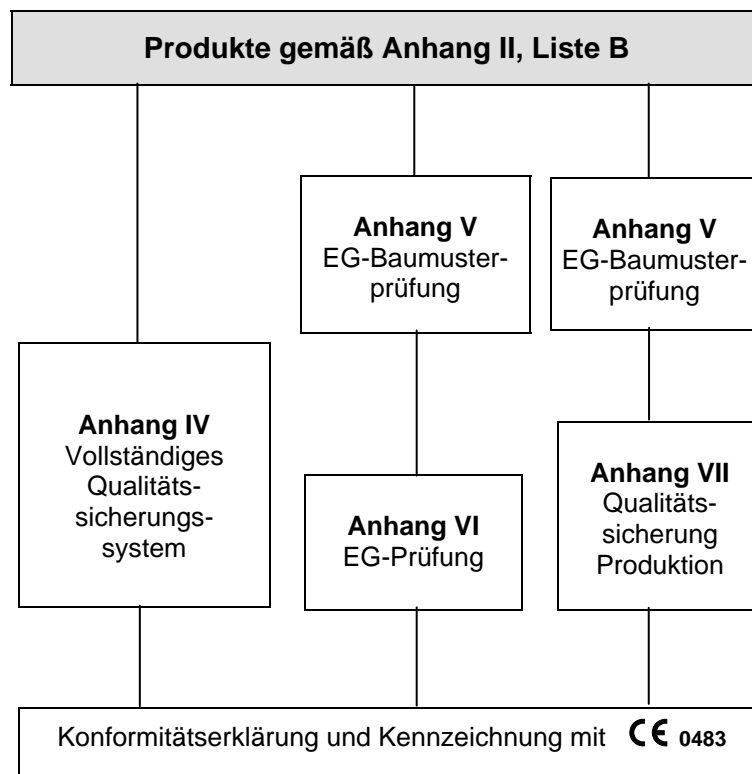 Produkte gemäß Anhang II, Liste B
Anhang V
EG-Baumuster-
prüfung
Anhang V
EG-Baumuster-
prüfung
Anhang IV
Vollständiges
Qualitäts-
sicherungs-
system
Anhang VI
EG-Prüfung
Anhang VII
Qualitäts-
sicherung
Produktion
Konformitätserklärung und Kennzeichnung mit CE 0483